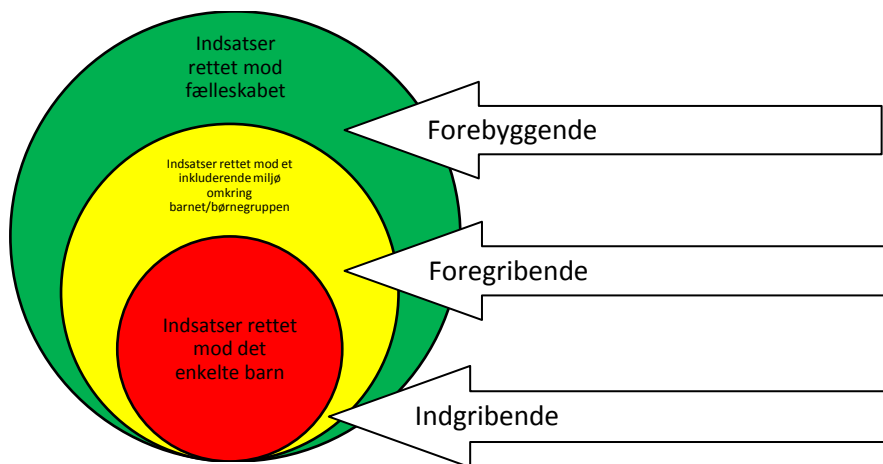 Indsatser
rettet mod
fælleskabet
Forebyggende
Indsatser rettet mod et
inkluderende miljø
omkring
barnet/børnegruppen
Foregribende
Indsatser rettet
mod det
enkelte barn
Indgribende